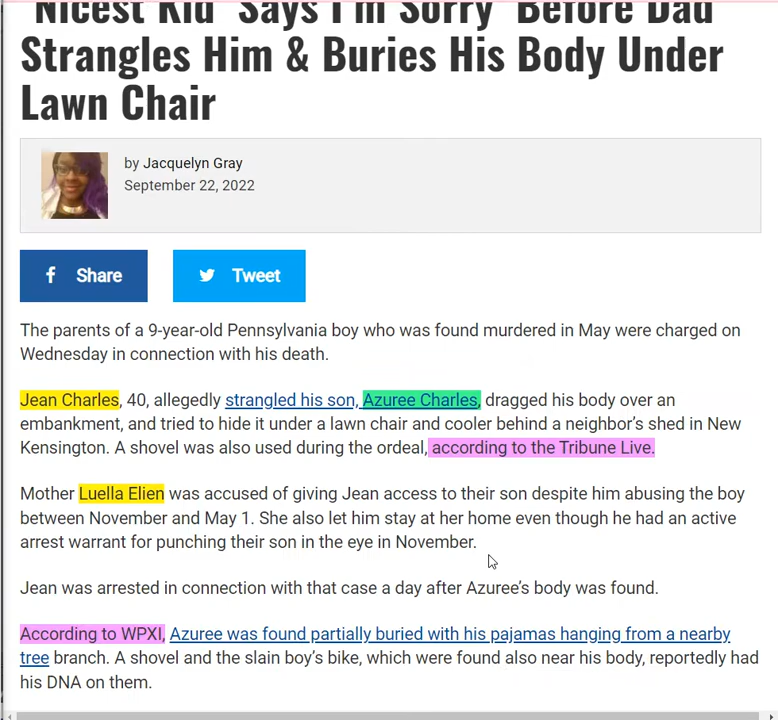 "Nicest Kid" Says 'I'm Sorry' Before Dad
Strangles Him & Buries His Body Under
Lawn Chair
by Jacquelyn Gray
September 22, 2022
Share Tweet
The parents of a 9-year-old Pennsylvania boy who was found murdered in May were charged on
Wednesday in connection with his death.
Jean Charles, 40, allegedly strangled his son, Azuree Charles, dragged his body over an
embankment, and tried to hide it under a lawn chair and cooler behind a neighbor's shed in New
Kensington. A shovel was also used during the ordeal, according to the Tribune Live.
Mother Luella Elien was accused of giving Jean access to their son despite him abusing the boy
between November and May 1. She also let him stay at her home even though he had an active
arrest warrant for punching their son in the eye in November.
Jean was arrested in connection with that case a day after Azuree's body was found.
According to WPXI, Azuree was found partially buried with his pajamas hanging from a nearby
tree branch. A shovel and the slain boy's bike, which were found also near his body, reportedly had
his DNA on them.